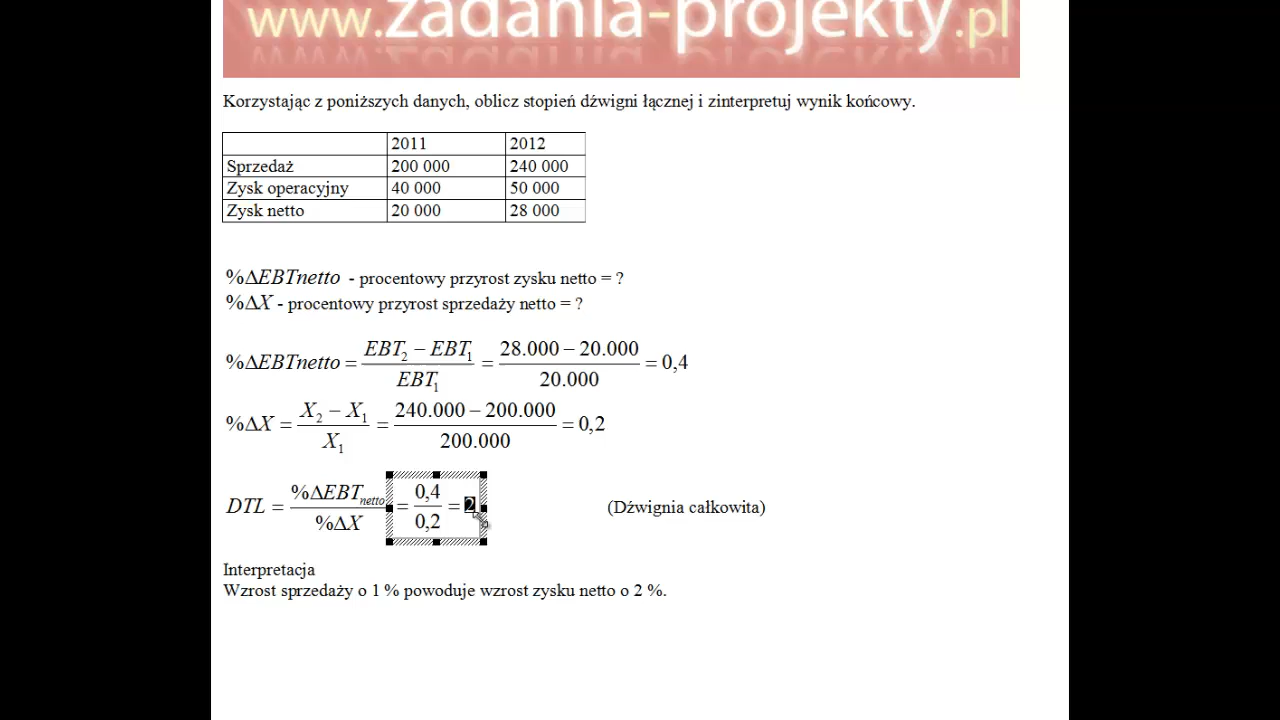 www.zadania-projekty.pl
Korzystając z poniższych danych, oblicz stopień dźwigni łącznej i zinterpretuj wynik końcowy.
2011 2012
Sprzedaż 200 000 240 000
Zysk operacyjny 40 000 50 000
Zysk netto 20 000 28 000
%ΔEBTnetto - procentowy przyrost zysku netto = ?
%ΔX - procentowy przyrost sprzedaży netto = ?
%ΔEBTnetto = (EBT₂ − EBT₁)/EBT₁ = (28.000 − 20.000)/20.000 = 0,4
%ΔX = (X₂ − X₁)/X₁ = (240.000 − 200.000)/200.000 = 0,2
DTL = %ΔEBTnetto/%ΔX = 0,4/0,2 = 2 (Dźwignia całkowita)
Interpretacja
Wzrost sprzedaży o 1 % powoduje wzrost zysku netto o 2 %.